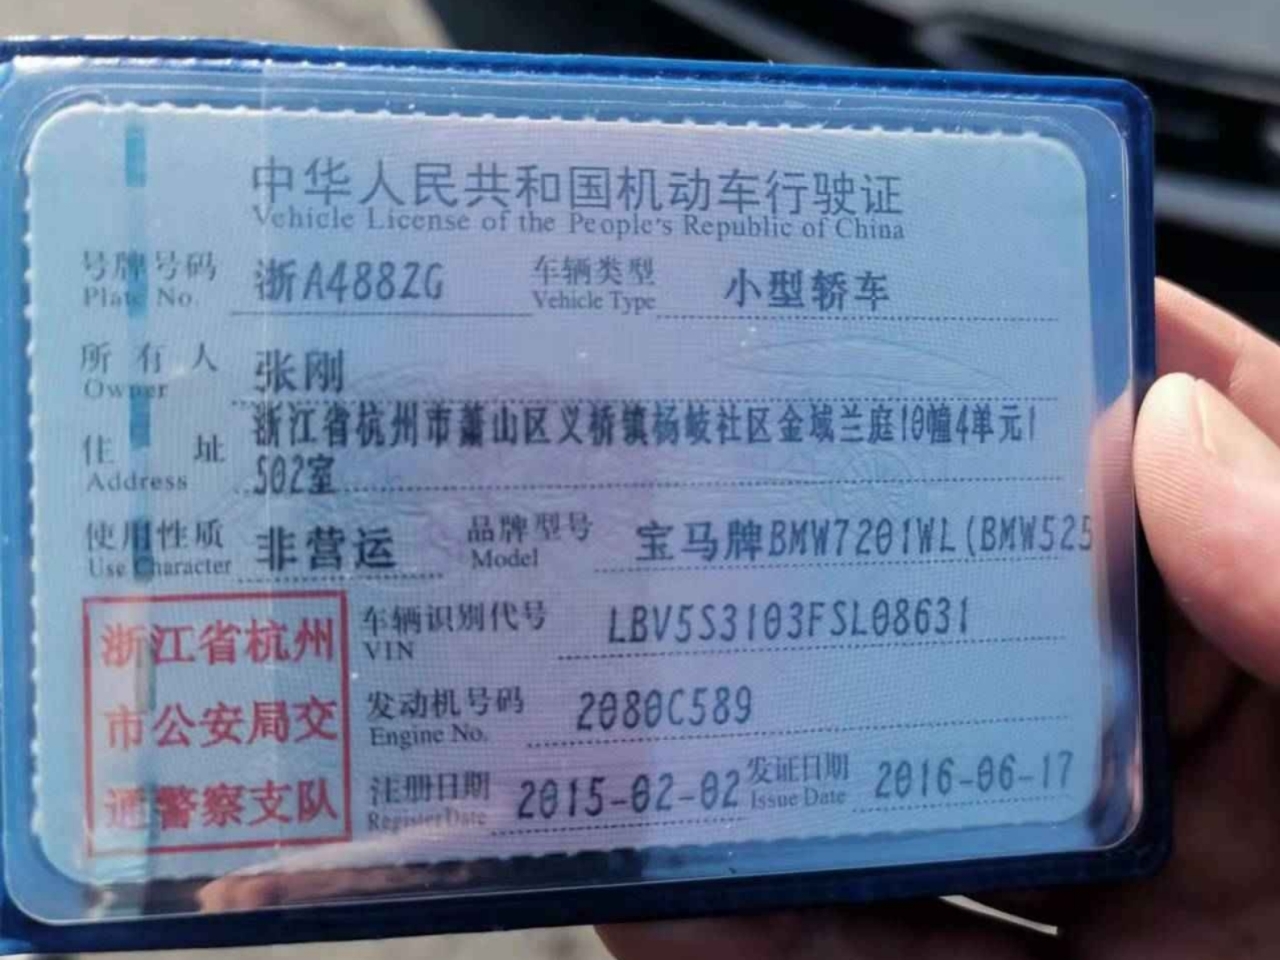 中华人民共和国机动车行驶证
Vehicle License of the People's Republic of China
号牌号码 浙A4882G 车辆类型 小型轿车
Plate No. Vehicle Type
所有人 张刚
Owner
住址 浙江省杭州市萧山区义桥镇杨岐社区金域兰庭10幢4单元1
Address 502室
使用性质 非营运 品牌型号 宝马牌BMW7201WL(BMW525
Use Character Model
浙江省杭州
市公安局交
通警察支队
车辆识别代号 LBV5S3103FSL08631
VIN
发动机号码 2080C589
Engine No.
注册日期 2015-02-02 发证日期 2016-06-17
Register Date Issue Date